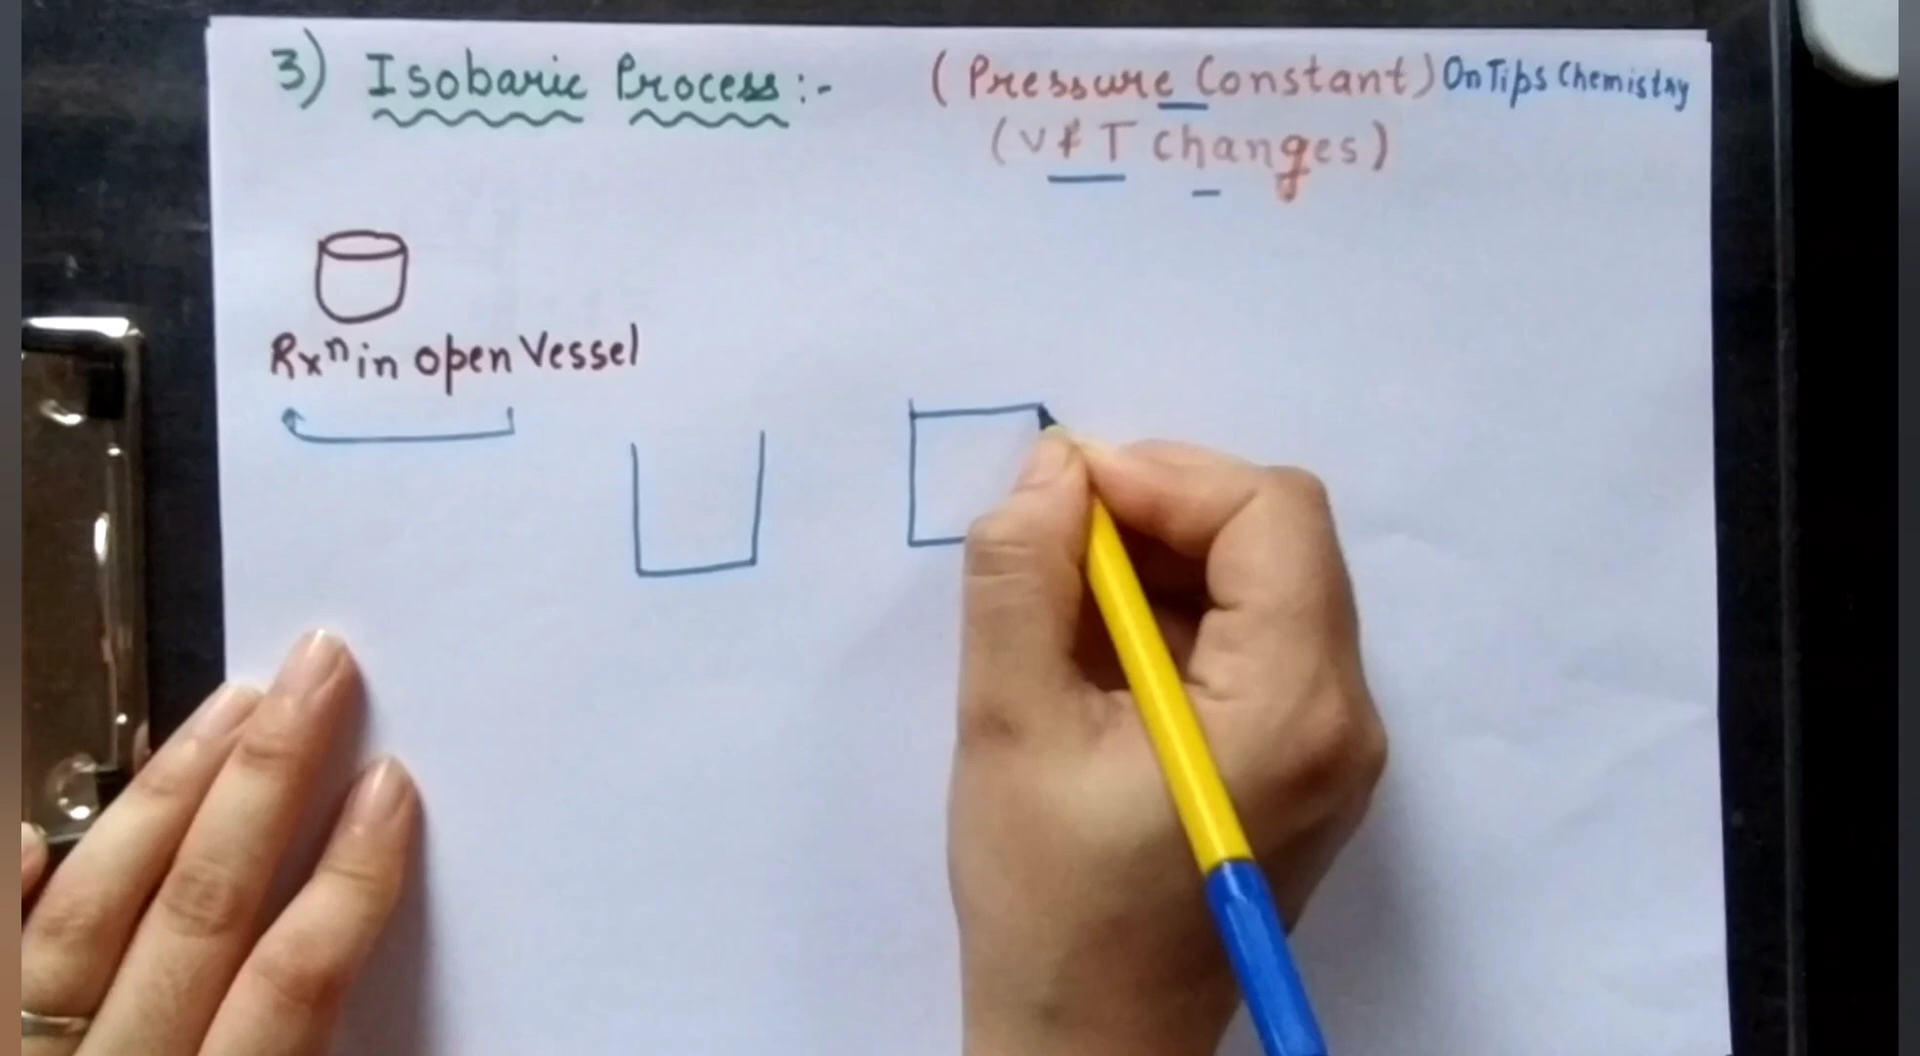 3) Isobaric Process:- (Pressure Constant) OnTips Chemistry
(V & T Changes)
Rxⁿ in open Vessel